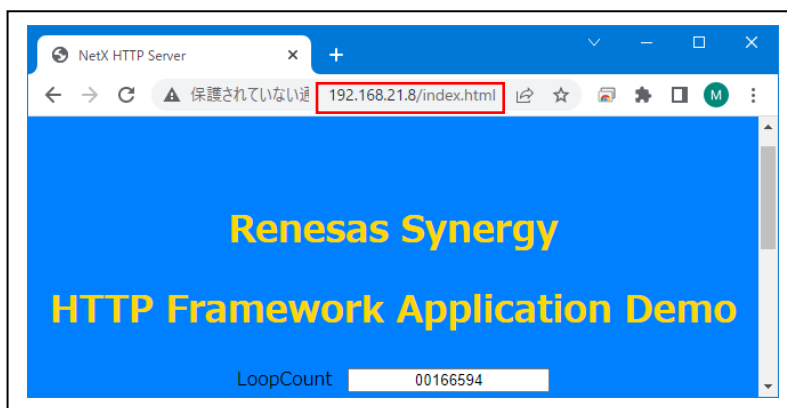 NetX HTTP Server
保護されていない通 192.168.21.8/index.html M
Renesas Synergy
HTTP Framework Application Demo
LoopCount 00166594